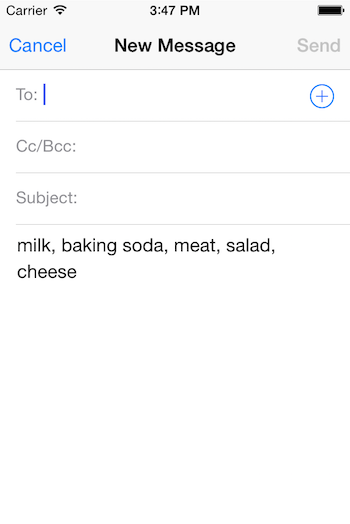 Carrier 3:47 PM
Cancel New Message Send
To:
Cc/Bcc:
Subject:
milk, baking soda, meat, salad,
cheese